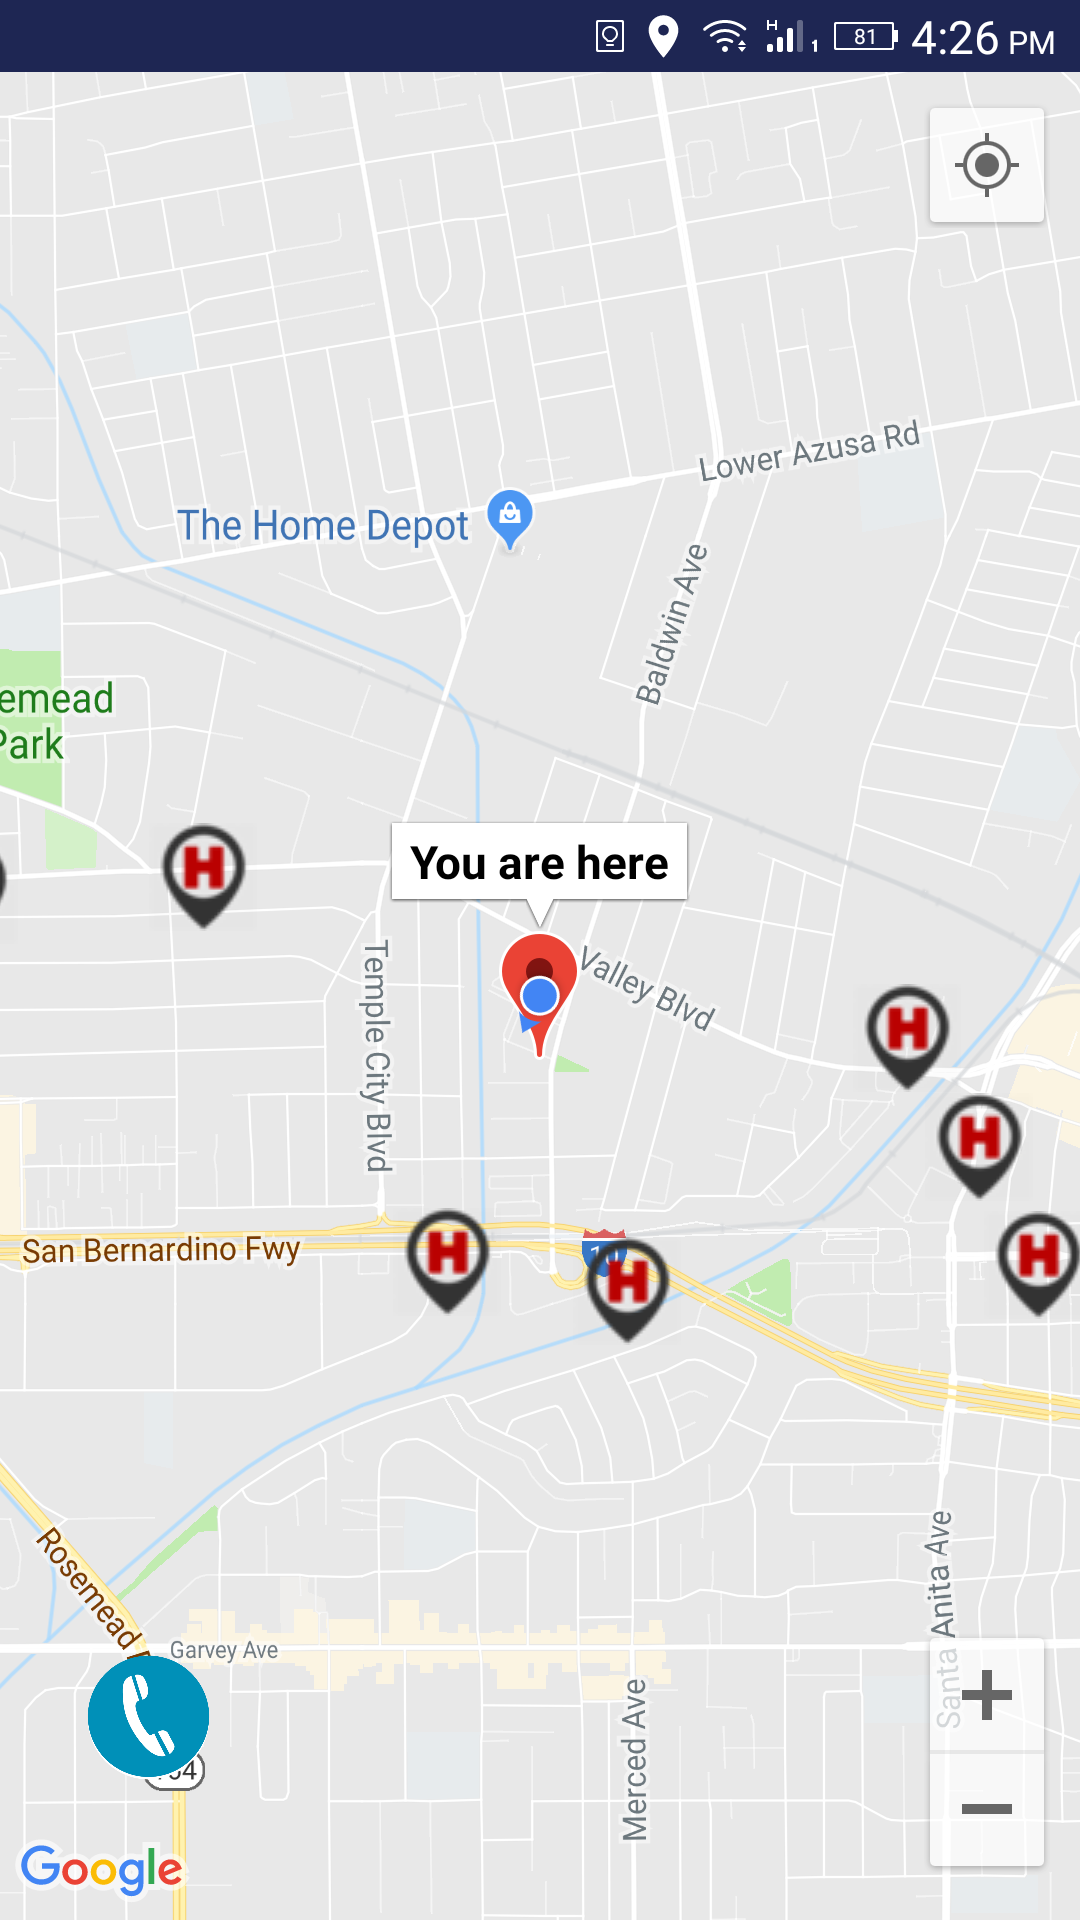 H
1
81
4:26 PM
Lower Azusa Rd
The Home Depot
Baldwin Ave
emead
Park
H
You are here
Valley Blvd
Temple City Blvd
H
H
San Bernardino Fwy
H
10
H
H
Rosemead
Santa Anita Ave
Garvey Ave
Merced Ave
Google